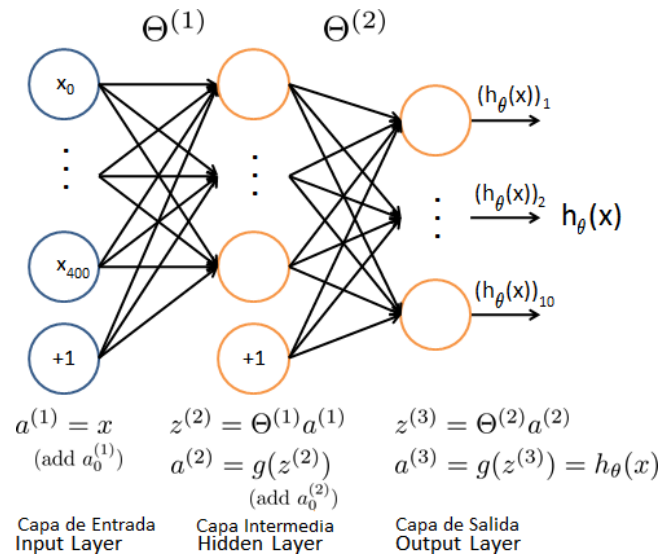 Θ(1) Θ(2)
x0
x400
+1
+1
(hθ(x))1
(hθ(x))2
hθ(x)
(hθ(x))10
a(1) = x
(add a0(1))
z(2) = Θ(1)a(1)
a(2) = g(z(2))
(add a0(2))
z(3) = Θ(2)a(2)
a(3) = g(z(3)) = hθ(x)
Capa de Entrada
Input Layer
Capa Intermedia
Hidden Layer
Capa de Salida
Output Layer